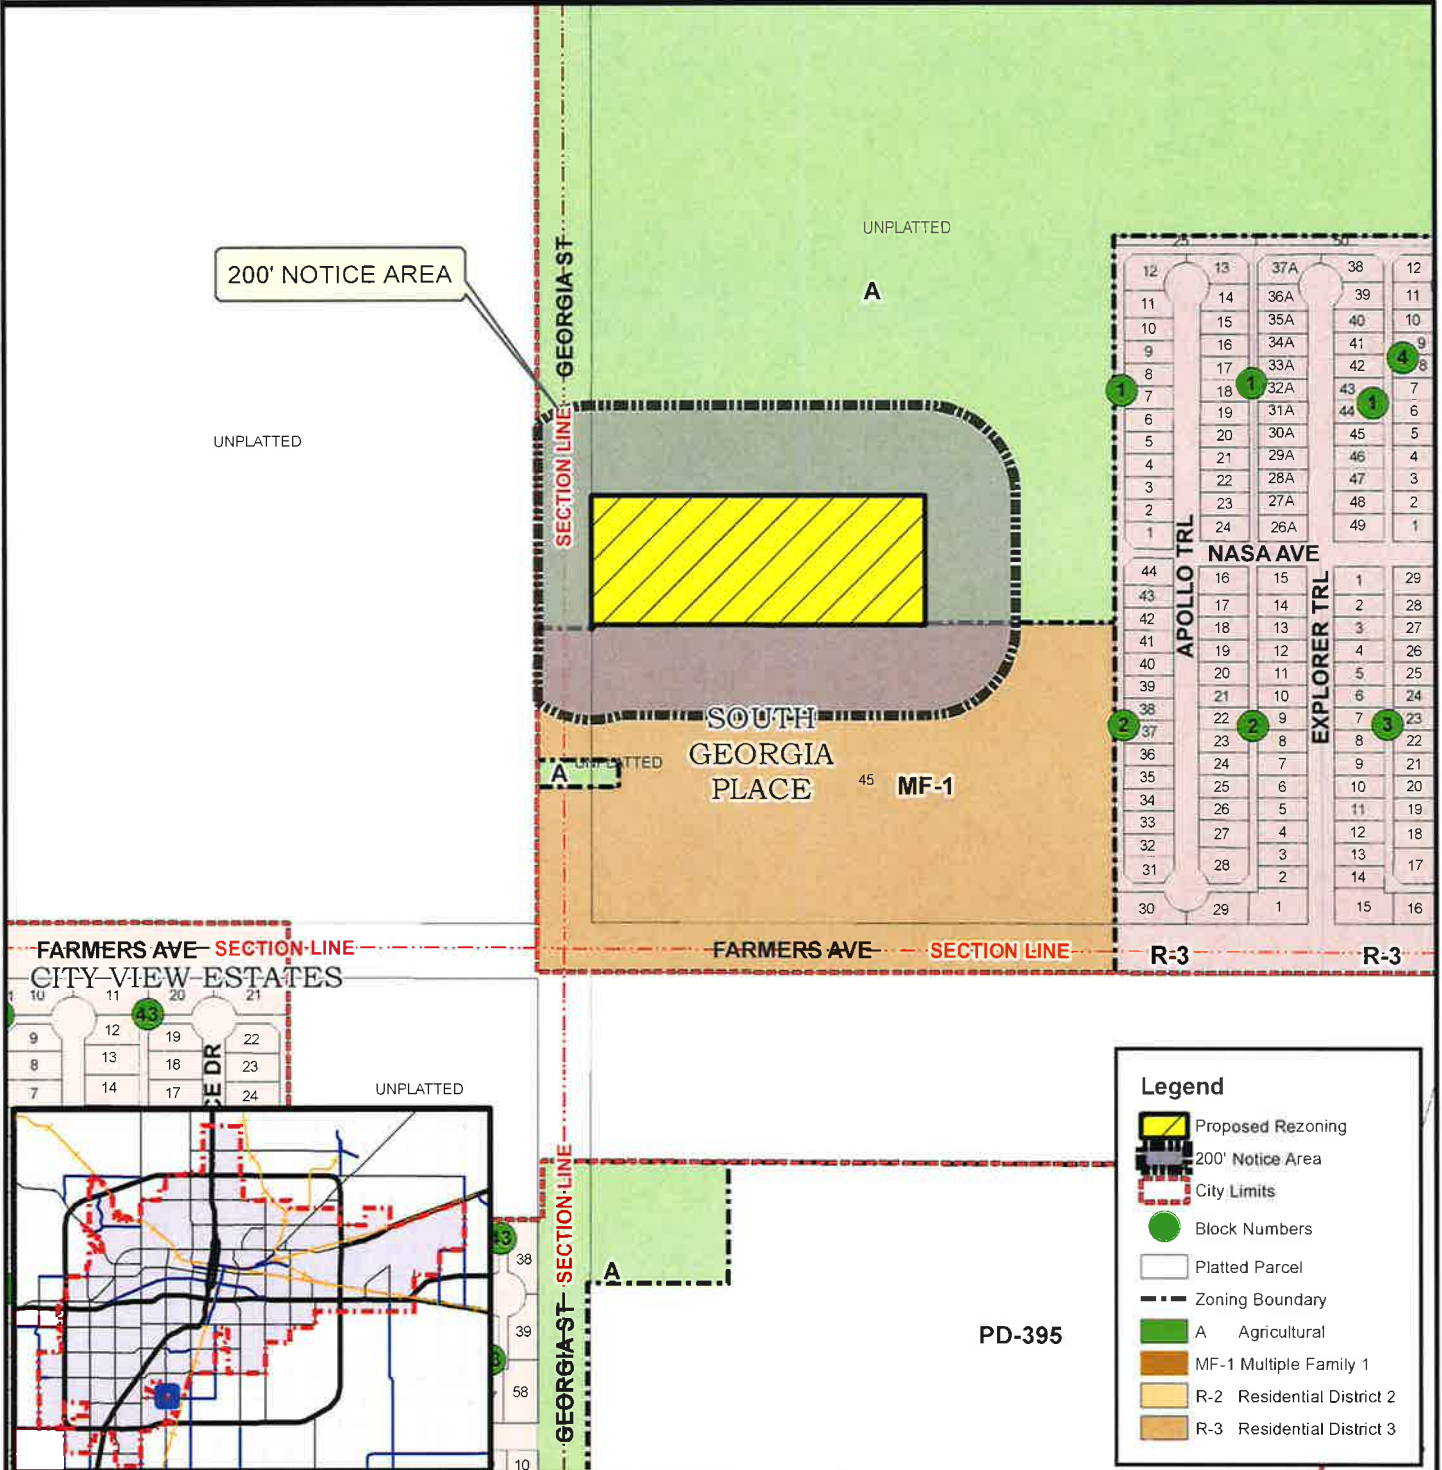 200' NOTICE AREA
GEORGIA ST
SECTION LINE
UNPLATTED
A
UNPLATTED
25
50
12
13
37A
38
12
11
14
36A
39
11
10
15
35A
40
10
9
16
34A
41
9
4
8
17
33A
42
8
1
1
7
18
32A
43
7
1
6
19
31A
44
6
5
20
30A
45
5
4
21
29A
46
4
3
22
28A
47
3
2
23
27A
48
2
1
24
26A
49
1
APOLLO TRL
NASA AVE
EXPLORER TRL
44
16
15
1
29
43
17
14
2
28
42
18
13
3
27
41
19
12
4
26
40
20
11
5
25
39
21
10
6
24
38
22
9
7
23
2
2
3
37
23
8
8
22
36
24
7
9
21
35
25
6
10
20
34
26
5
11
19
33
27
4
12
18
32
28
3
13
17
31
2
14
30
29
1
15
16
SOUTH
GEORGIA
PLACE
A
UNPLATTED
45
MF-1
FARMERS AVE
SECTION LINE
FARMERS AVE
SECTION LINE
R-3
R-3
CITY VIEW ESTATES
10
11
20
21
43
9
12
19
22
8
13
18
23
7
14
17
24
CE DR
UNPLATTED
SECTION LINE
GEORGIA ST
38
39
58
10
A
PD-395
Legend
Proposed Rezoning
200' Notice Area
City Limits
Block Numbers
Platted Parcel
Zoning Boundary
A Agricultural
MF-1 Multiple Family 1
R-2 Residential District 2
R-3 Residential District 3